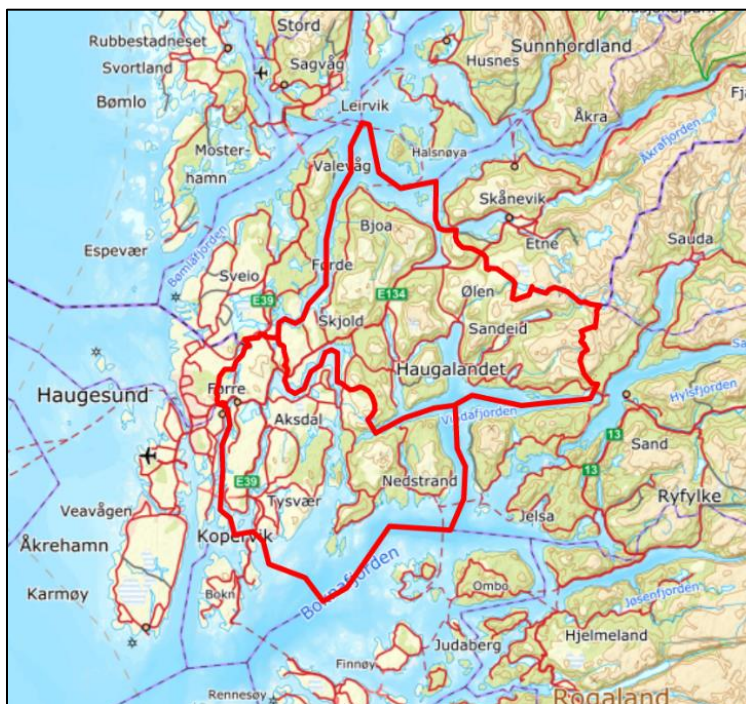 Stord
Rubbestadneset
Sunnhordland
Husnes
Svortland
Sagvåg
Bømlo
Leirvik
Åkra
Moster-
hamn
Halsnøya
Åkrafjorden
Valevåg
Skånevik
Bjoa
Etne
Espevær
Bømlafjorden
Sauda
Sveio
Førde
E39
E134
Ølen
Skjold
Sandeid
Haugesund
Førre
Haugalandet
Hylsfjorden
Aksdal
Vindafjorden
13
Sand
E39
Nedstrand
13
Veavågen
Tysvær
Jelsa
Ryfylke
Åkrehamn
Kopervik
Karmøy
Bokn
Boknafjorden
Ombo
Jøsenfjorden
Hjelmeland
Judaberg
Finnøy
Rennesøy
Rogaland